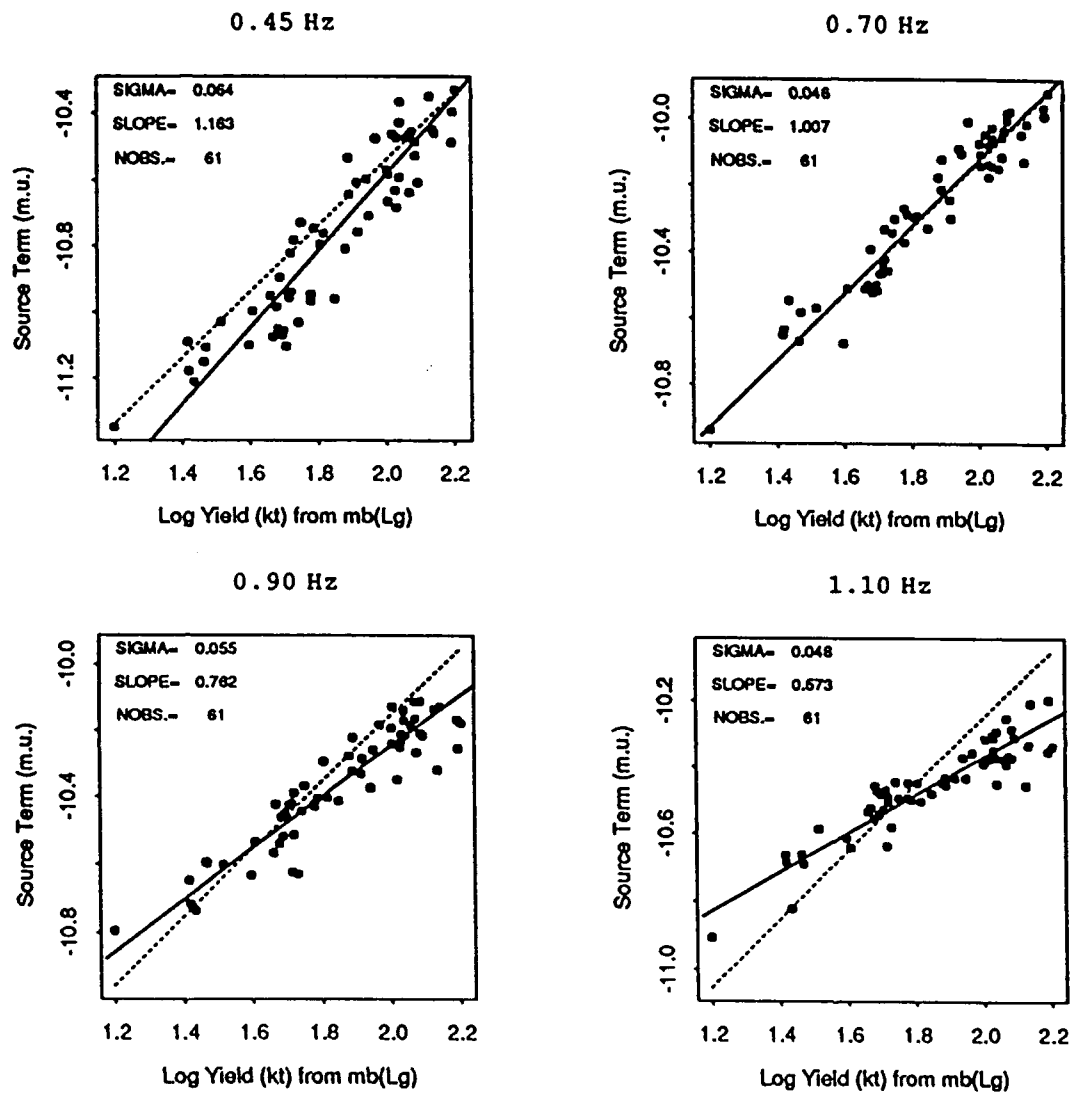 0.45 Hz
SIGMA= 0.064
SLOPE= 1.163
NOBS.= 61
-10.4
-10.8
-11.2
Source Term (m.u.)
1.2 1.4 1.6 1.8 2.0 2.2
Log Yield (kt) from mb(Lg)
0.70 Hz
SIGMA= 0.046
SLOPE= 1.007
NOBS.= 61
-10.0
-10.4
-10.8
Source Term (m.u.)
1.2 1.4 1.6 1.8 2.0 2.2
Log Yield (kt) from mb(Lg)
0.90 Hz
SIGMA= 0.055
SLOPE= 0.762
NOBS.= 61
-10.0
-10.4
-10.8
Source Term (m.u.)
1.2 1.4 1.6 1.8 2.0 2.2
Log Yield (kt) from mb(Lg)
1.10 Hz
SIGMA= 0.048
SLOPE= 0.573
NOBS.= 61
-10.2
-10.6
-11.0
Source Term (m.u.)
1.2 1.4 1.6 1.8 2.0 2.2
Log Yield (kt) from mb(Lg)